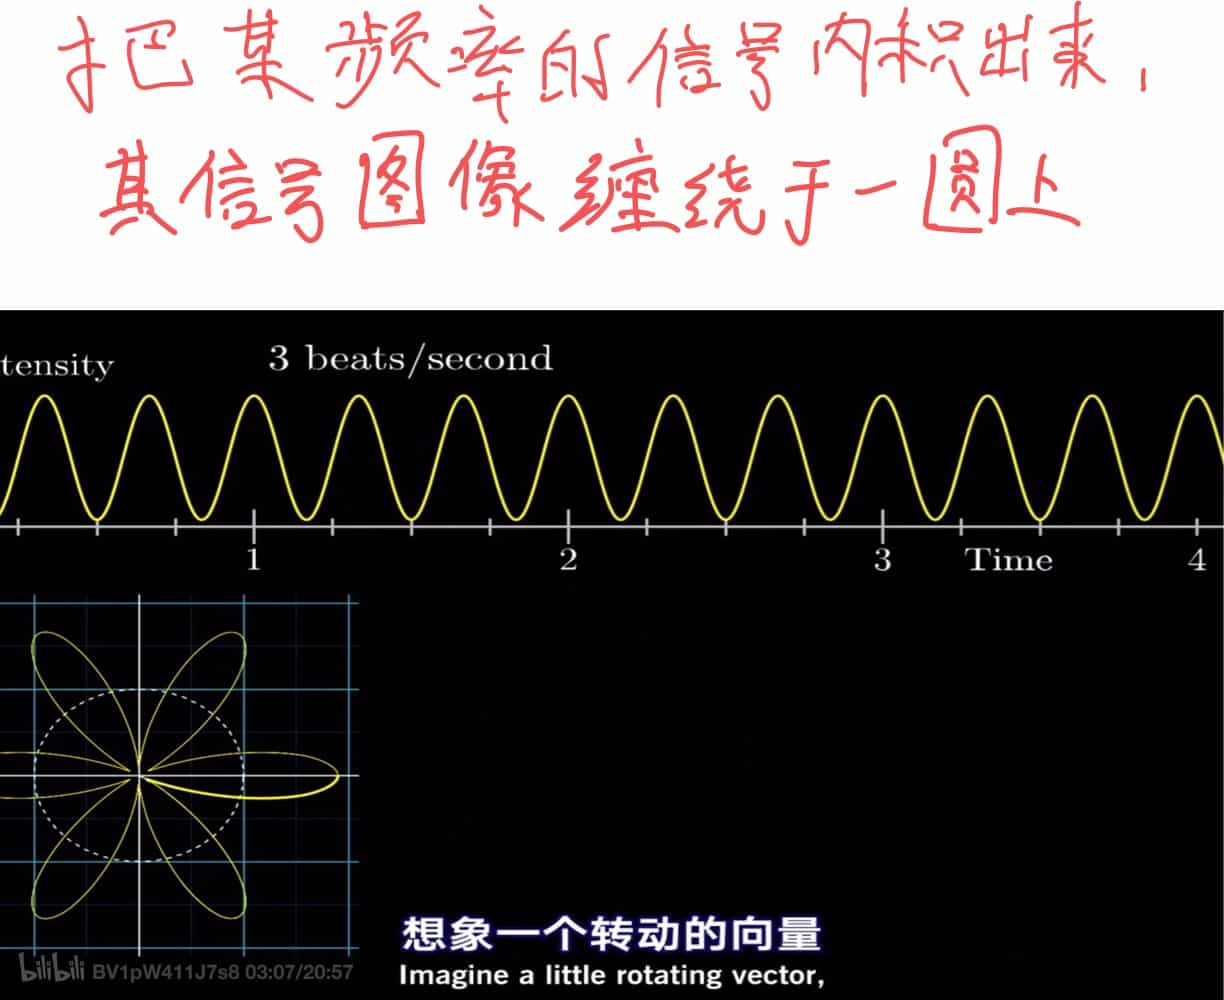 把某频率的信号内积出来，
其信号图像缠绕于一圆上
tensity
3 beats/second
1
2
3
Time
4
想象一个转动的向量
Imagine a little rotating vector,
bilibili BV1pW411J7s8 03:07/20:57